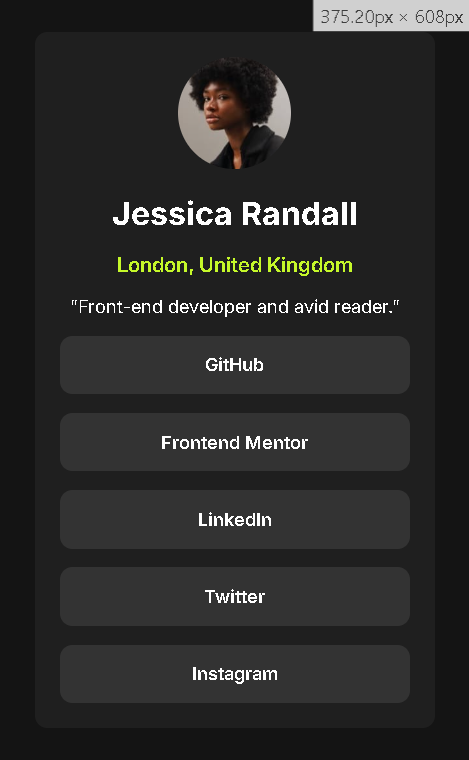 375.20px × 608px
Jessica Randall
London, United Kingdom
"Front-end developer and avid reader."
GitHub
Frontend Mentor
LinkedIn
Twitter
Instagram